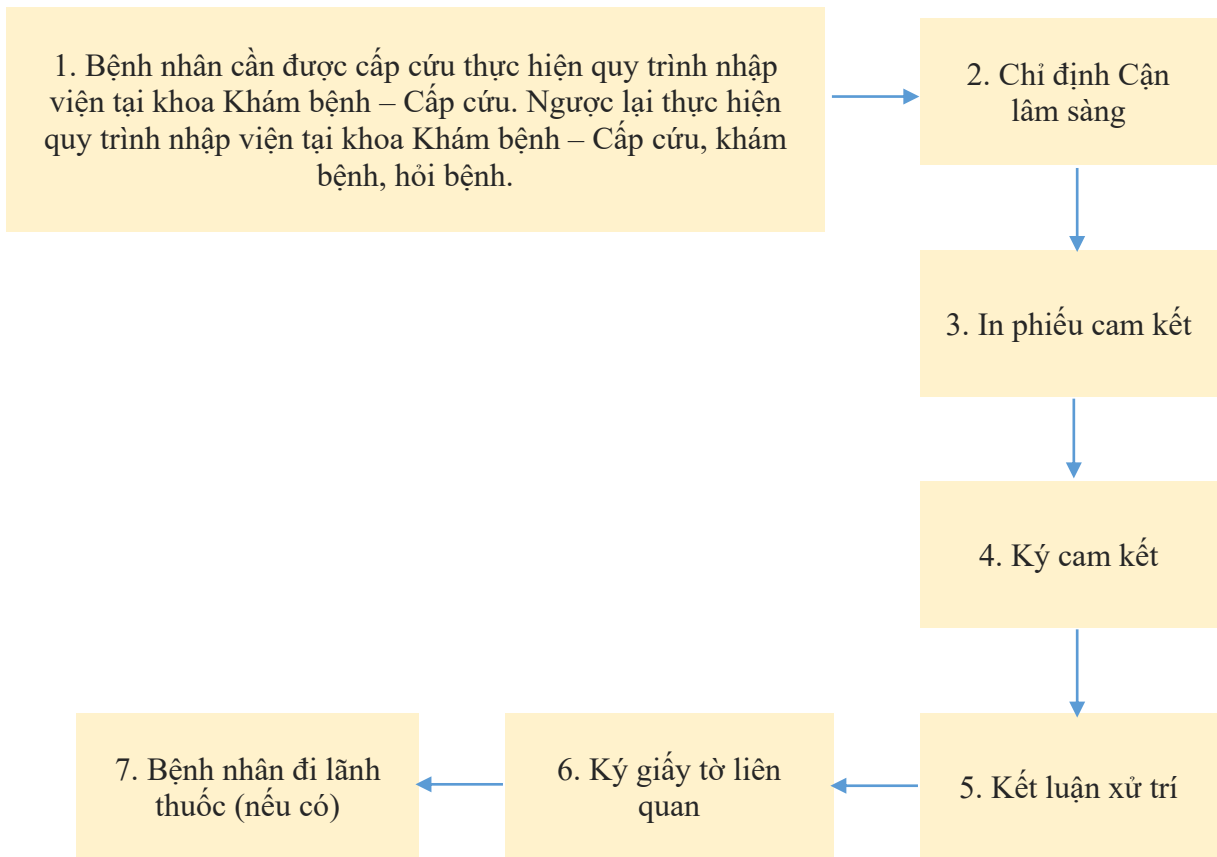 1. Bệnh nhân cần được cấp cứu thực hiện quy trình nhập
viện tại khoa Khám bệnh – Cấp cứu. Ngược lại thực hiện
quy trình nhập viện tại khoa Khám bệnh – Cấp cứu, khám
bệnh, hỏi bệnh.
2. Chỉ định Cận
lâm sàng
3. In phiếu cam kết
4. Ký cam kết
5. Kết luận xử trí
6. Ký giấy tờ liên
quan
7. Bệnh nhân đi lãnh
thuốc (nếu có)